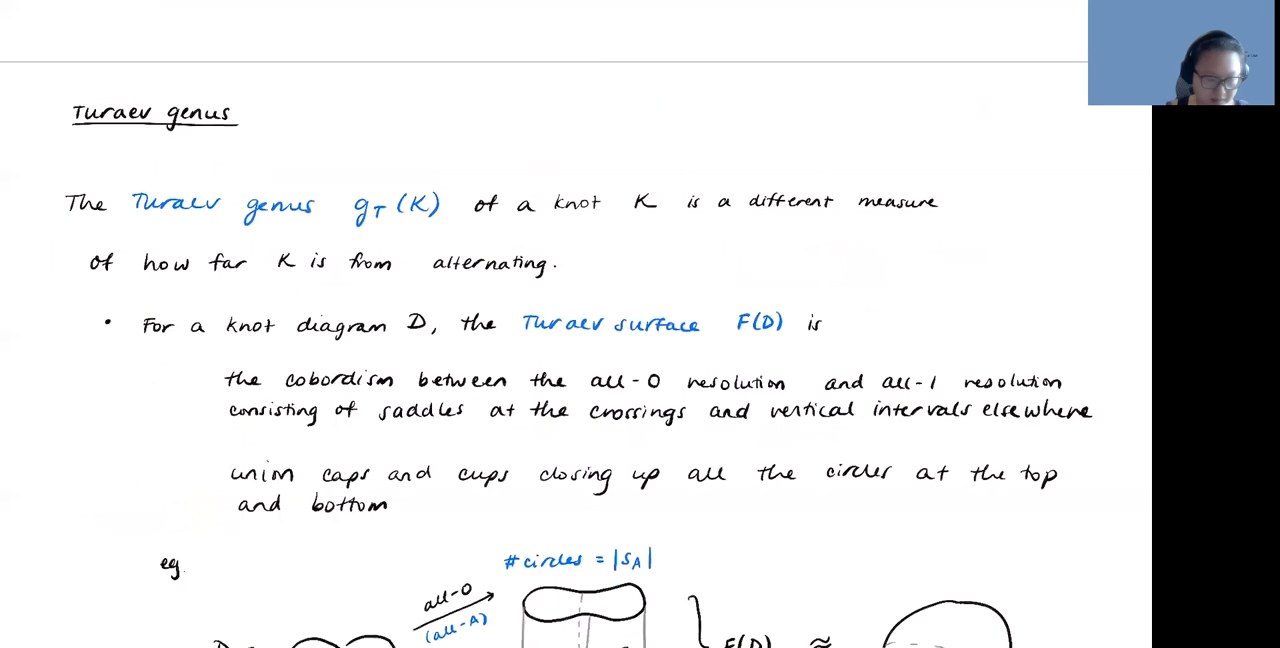 Turaev genus
The Turaev genus g_T(K) of a knot K is a different measure
of how far K is from alternating.
• For a knot diagram D, the Turaev surface F(D) is
the cobordism between the all-0 resolution and all-1 resolution
consisting of saddles at the crossings and vertical intervals elsewhere
union caps and cups closing up all the circles at the top
and bottom
eg.
#circles = |S_A|
all-0
(all-A)
F(D) ≈